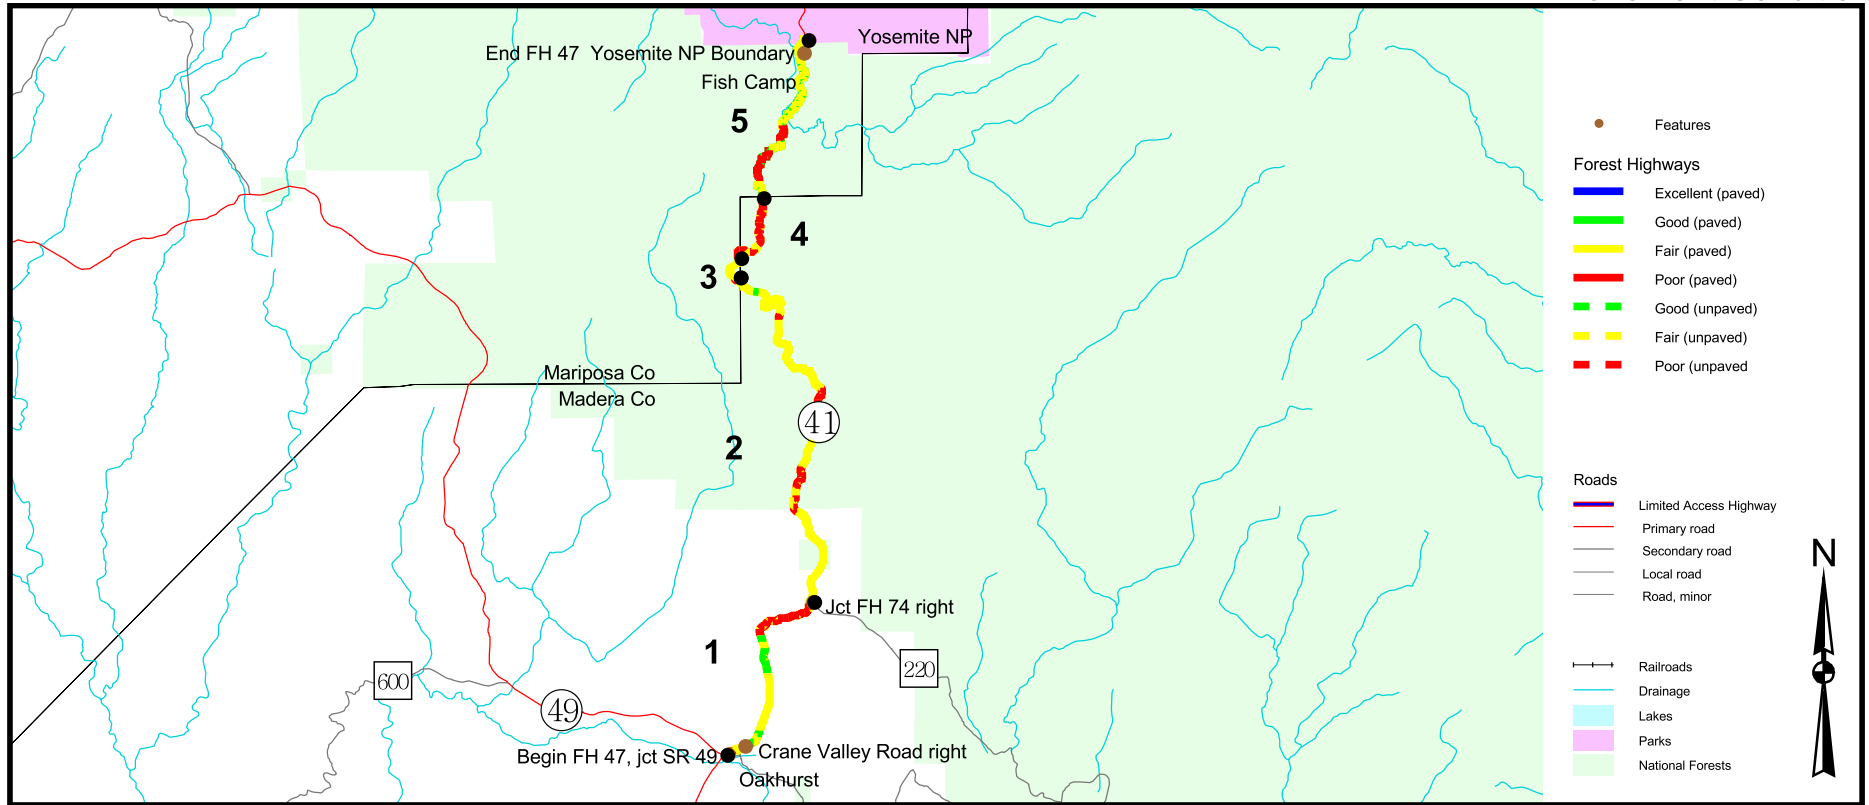 Yosemite NP
End FH 47 Yosemite NP Boundary
Fish Camp
5
4
3
Mariposa Co
Madera Co
41
2
Jct FH 74 right
1
220
600
49
Begin FH 47, jct SR 49
Crane Valley Road right
Oakhurst
Features
Forest Highways
Excellent (paved)
Good (paved)
Fair (paved)
Poor (paved)
Good (unpaved)
Fair (unpaved)
Poor (unpaved
Roads
Limited Access Highway
Primary road
Secondary road
Local road
Road, minor
Railroads
Drainage
Lakes
Parks
National Forests
N